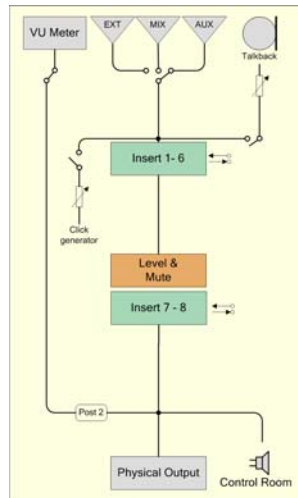 EXT MIX AUX
VU Meter
Talkback
Insert 1- 6
Click
generator
Level &
Mute
Insert 7 - 8
Post 2
Physical Output
Control Room